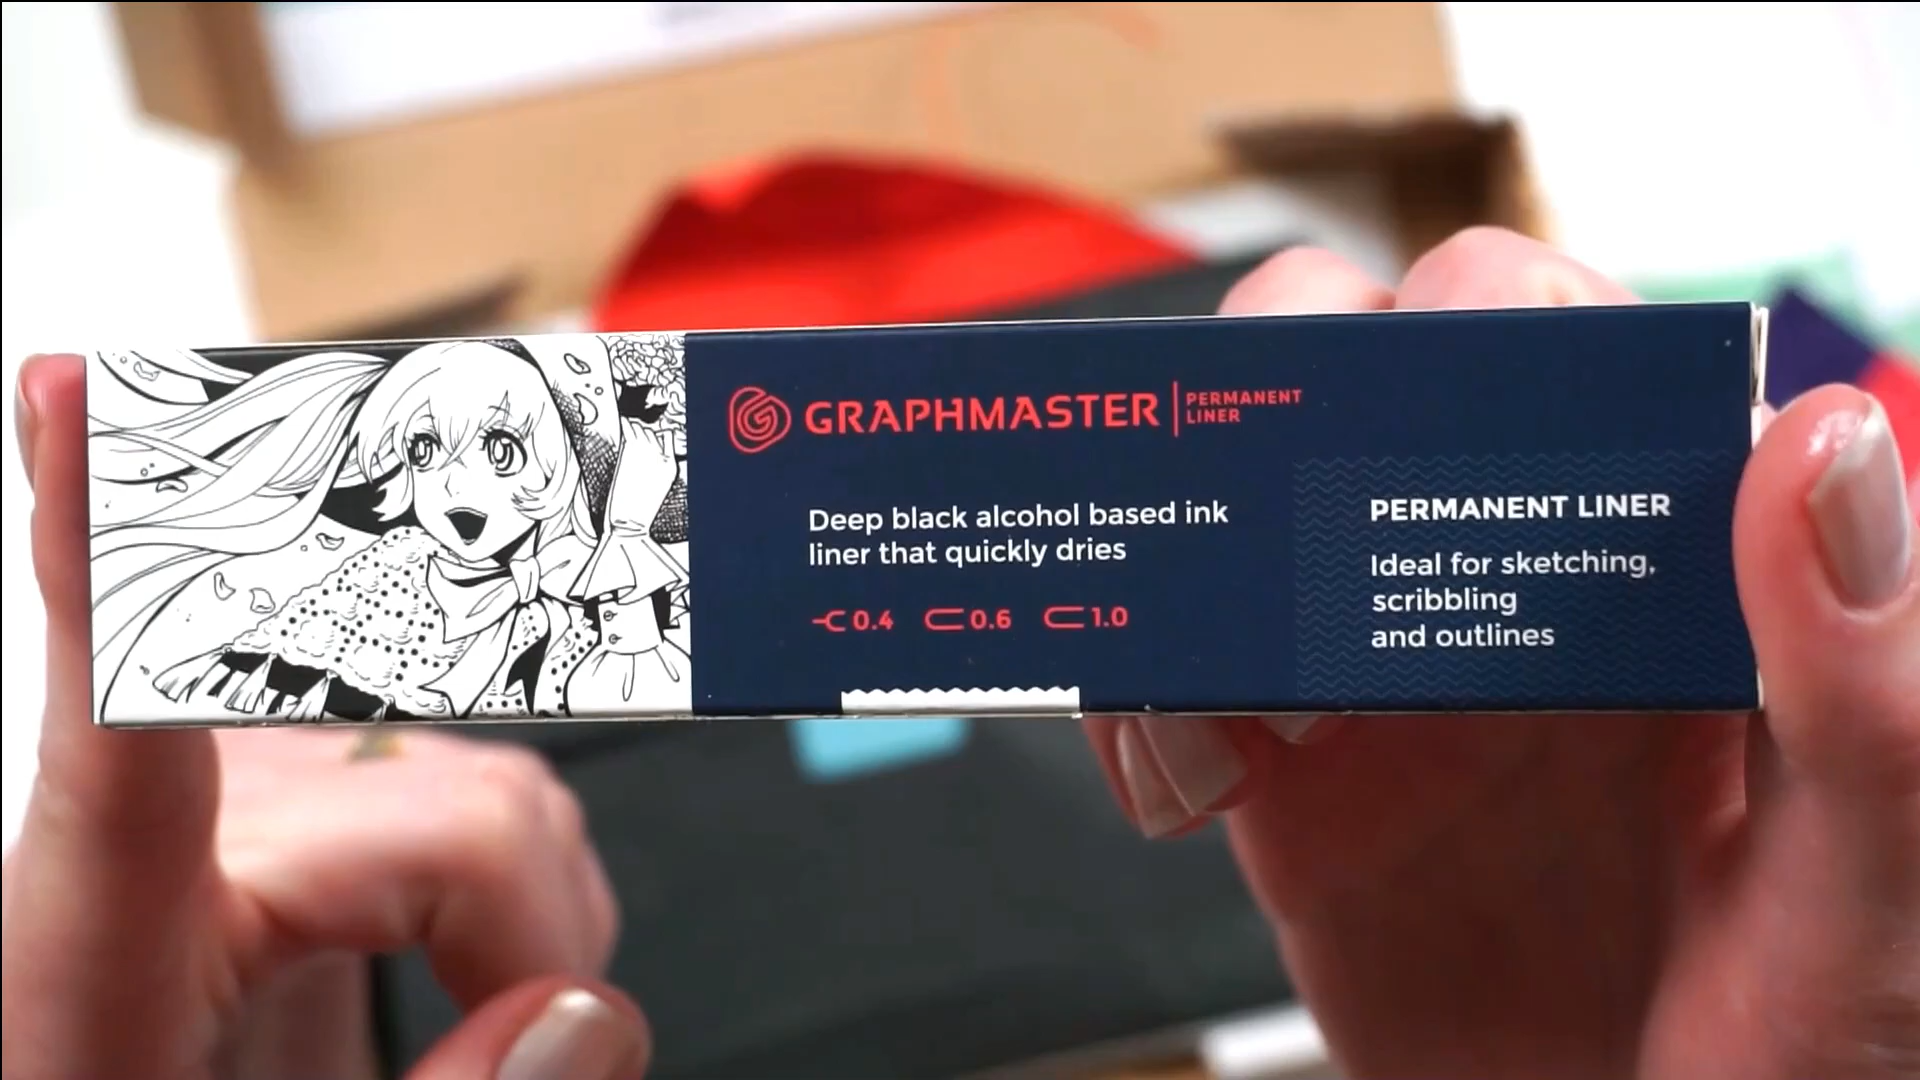 GRAPHMASTER
PERMANENT
LINER
Deep black alcohol based ink
liner that quickly dries
0.4 0.6 1.0
PERMANENT LINER
Ideal for sketching,
scribbling
and outlines